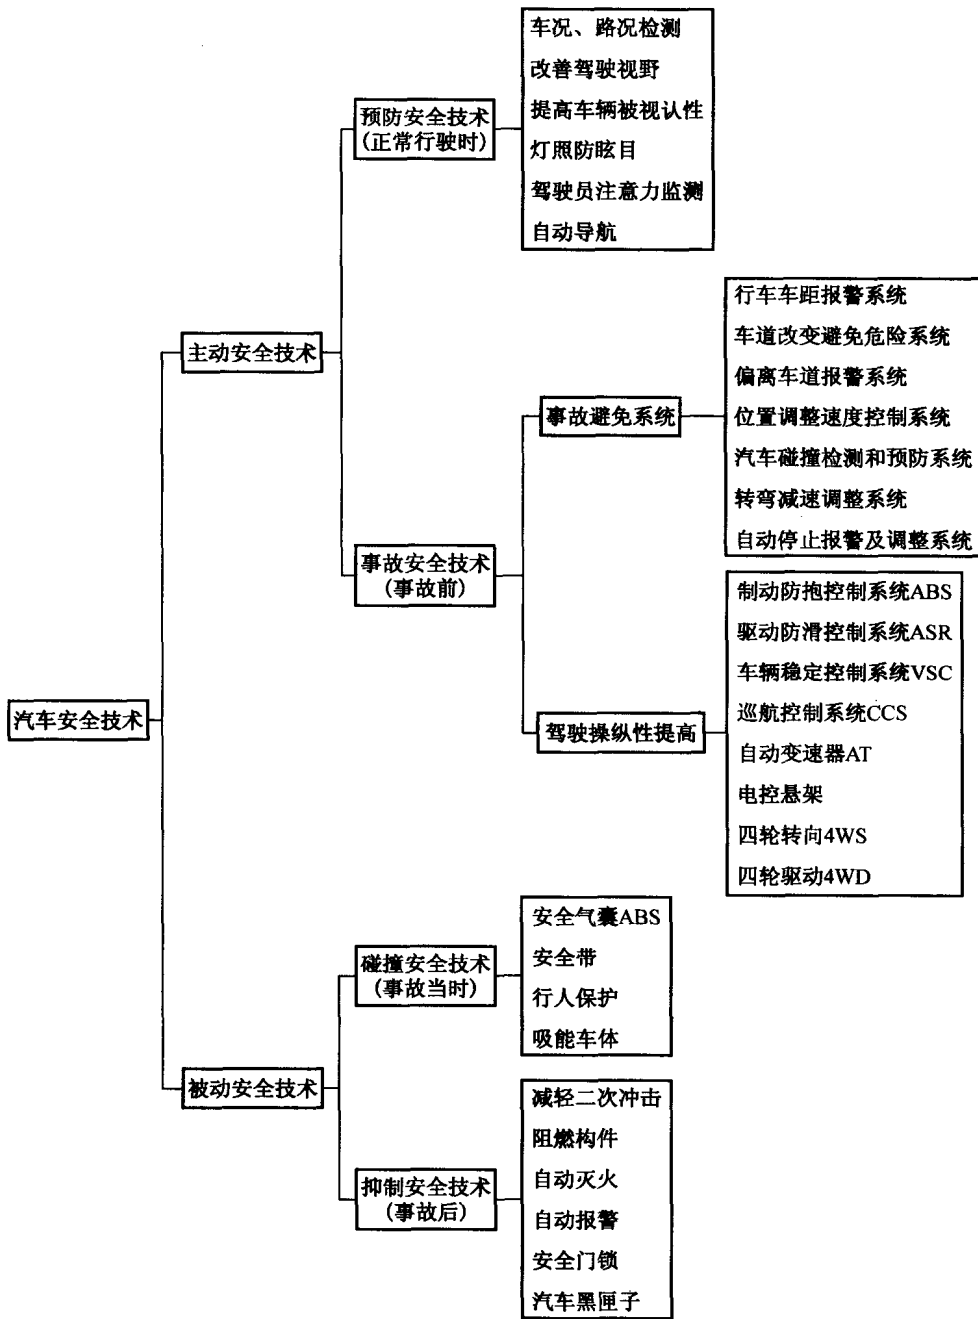 车况、路况检测
改善驾驶视野
提高车辆被视认性
灯照防眩目
驾驶员注意力监测
自动导航
预防安全技术
(正常行驶时)
行车车距报警系统
车道改变避免危险系统
偏离车道报警系统
位置调整速度控制系统
汽车碰撞检测和预防系统
转弯减速调整系统
自动停止报警及调整系统
主动安全技术
事故避免系统
事故安全技术
(事故前)
制动防抱控制系统ABS
驱动防滑控制系统ASR
车辆稳定控制系统VSC
巡航控制系统CCS
自动变速器AT
电控悬架
四轮转向4WS
四轮驱动4WD
汽车安全技术
驾驶操纵性提高
安全气囊ABS
安全带
行人保护
吸能车体
碰撞安全技术
(事故当时)
被动安全技术
减轻二次冲击
阻燃构件
自动灭火
自动报警
安全门锁
汽车黑匣子
抑制安全技术
(事故后)